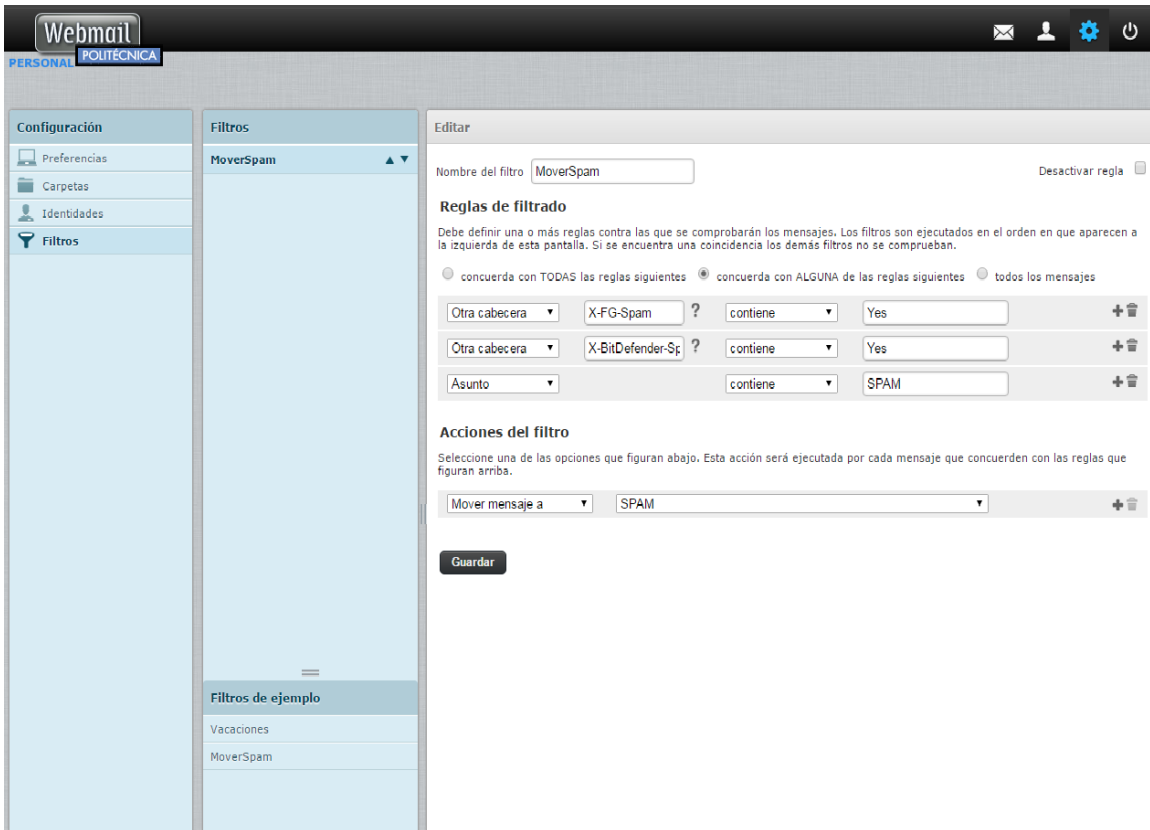 Webmail
POLITÉCNICA
PERSONAL
Configuración
Preferencias
Carpetas
Identidades
Filtros
Filtros
MoverSpam ▲ ▼
Filtros de ejemplo
Vacaciones
MoverSpam
Editar
Nombre del filtro MoverSpam Desactivar regla
Reglas de filtrado
Debe definir una o más reglas contra las que se comprobarán los mensajes. Los filtros son ejecutados en el orden en que aparecen a
la izquierda de esta pantalla. Si se encuentra una coincidencia los demás filtros no se comprueban.
concuerda con TODAS las reglas siguientes concuerda con ALGUNA de las reglas siguientes todos los mensajes
Otra cabecera X-FG-Spam ? contiene Yes
Otra cabecera X-BitDefender-Sp ? contiene Yes
Asunto contiene SPAM
Acciones del filtro
Seleccione una de las opciones que figuran abajo. Esta acción será ejecutada por cada mensaje que concuerden con las reglas que
figuran arriba.
Mover mensaje a SPAM
Guardar